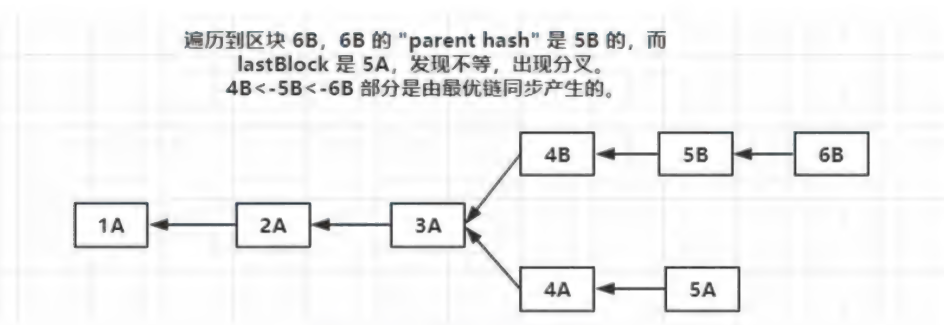 遍历到区块 6B，6B 的 "parent hash" 是 5B 的，而
lastBlock 是 5A，发现不等，出现分叉。
4B<-5B<-6B 部分是由最优链同步产生的。
4B
5B
6B
1A
2A
3A
4A
5A